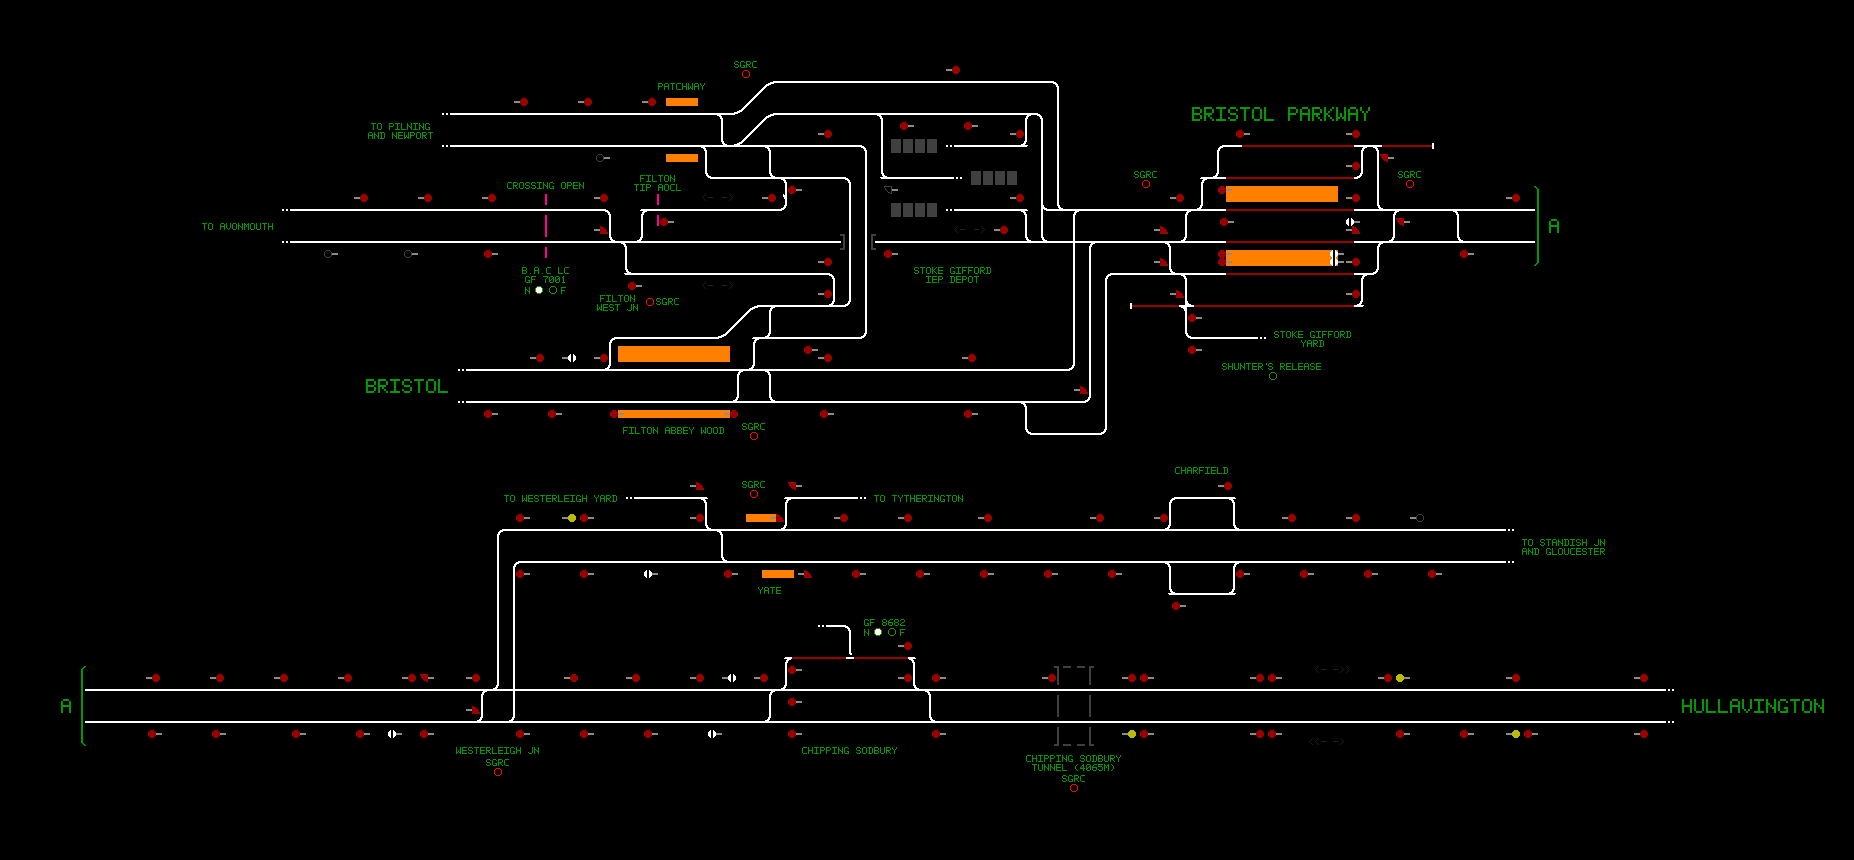 SGRC
PATCHWAY
BRISTOL PARKWAY
TO PILNING
AND NEWPORT
CROSSING OPEN
FILTON
TIP AOCL
SGRC
SGRC
TO AVONMOUTH
A
B.A.C LC
GF 7001
N F
STOKE GIFFORD
IEP DEPOT
FILTON
WEST JN
SGRC
STOKE GIFFORD
YARD
SHUNTER'S RELEASE
BRISTOL
FILTON ABBEY WOOD
SGRC
CHARFIELD
SGRC
TO WESTERLEIGH YARD
TO TYTHERINGTON
TO STANDISH JN
AND GLOUCESTER
YATE
GF 8682
N F
A
HULLAVINGTON
WESTERLEIGH JN
SGRC
CHIPPING SODBURY
CHIPPING SODBURY
TUNNEL (4065M)
SGRC